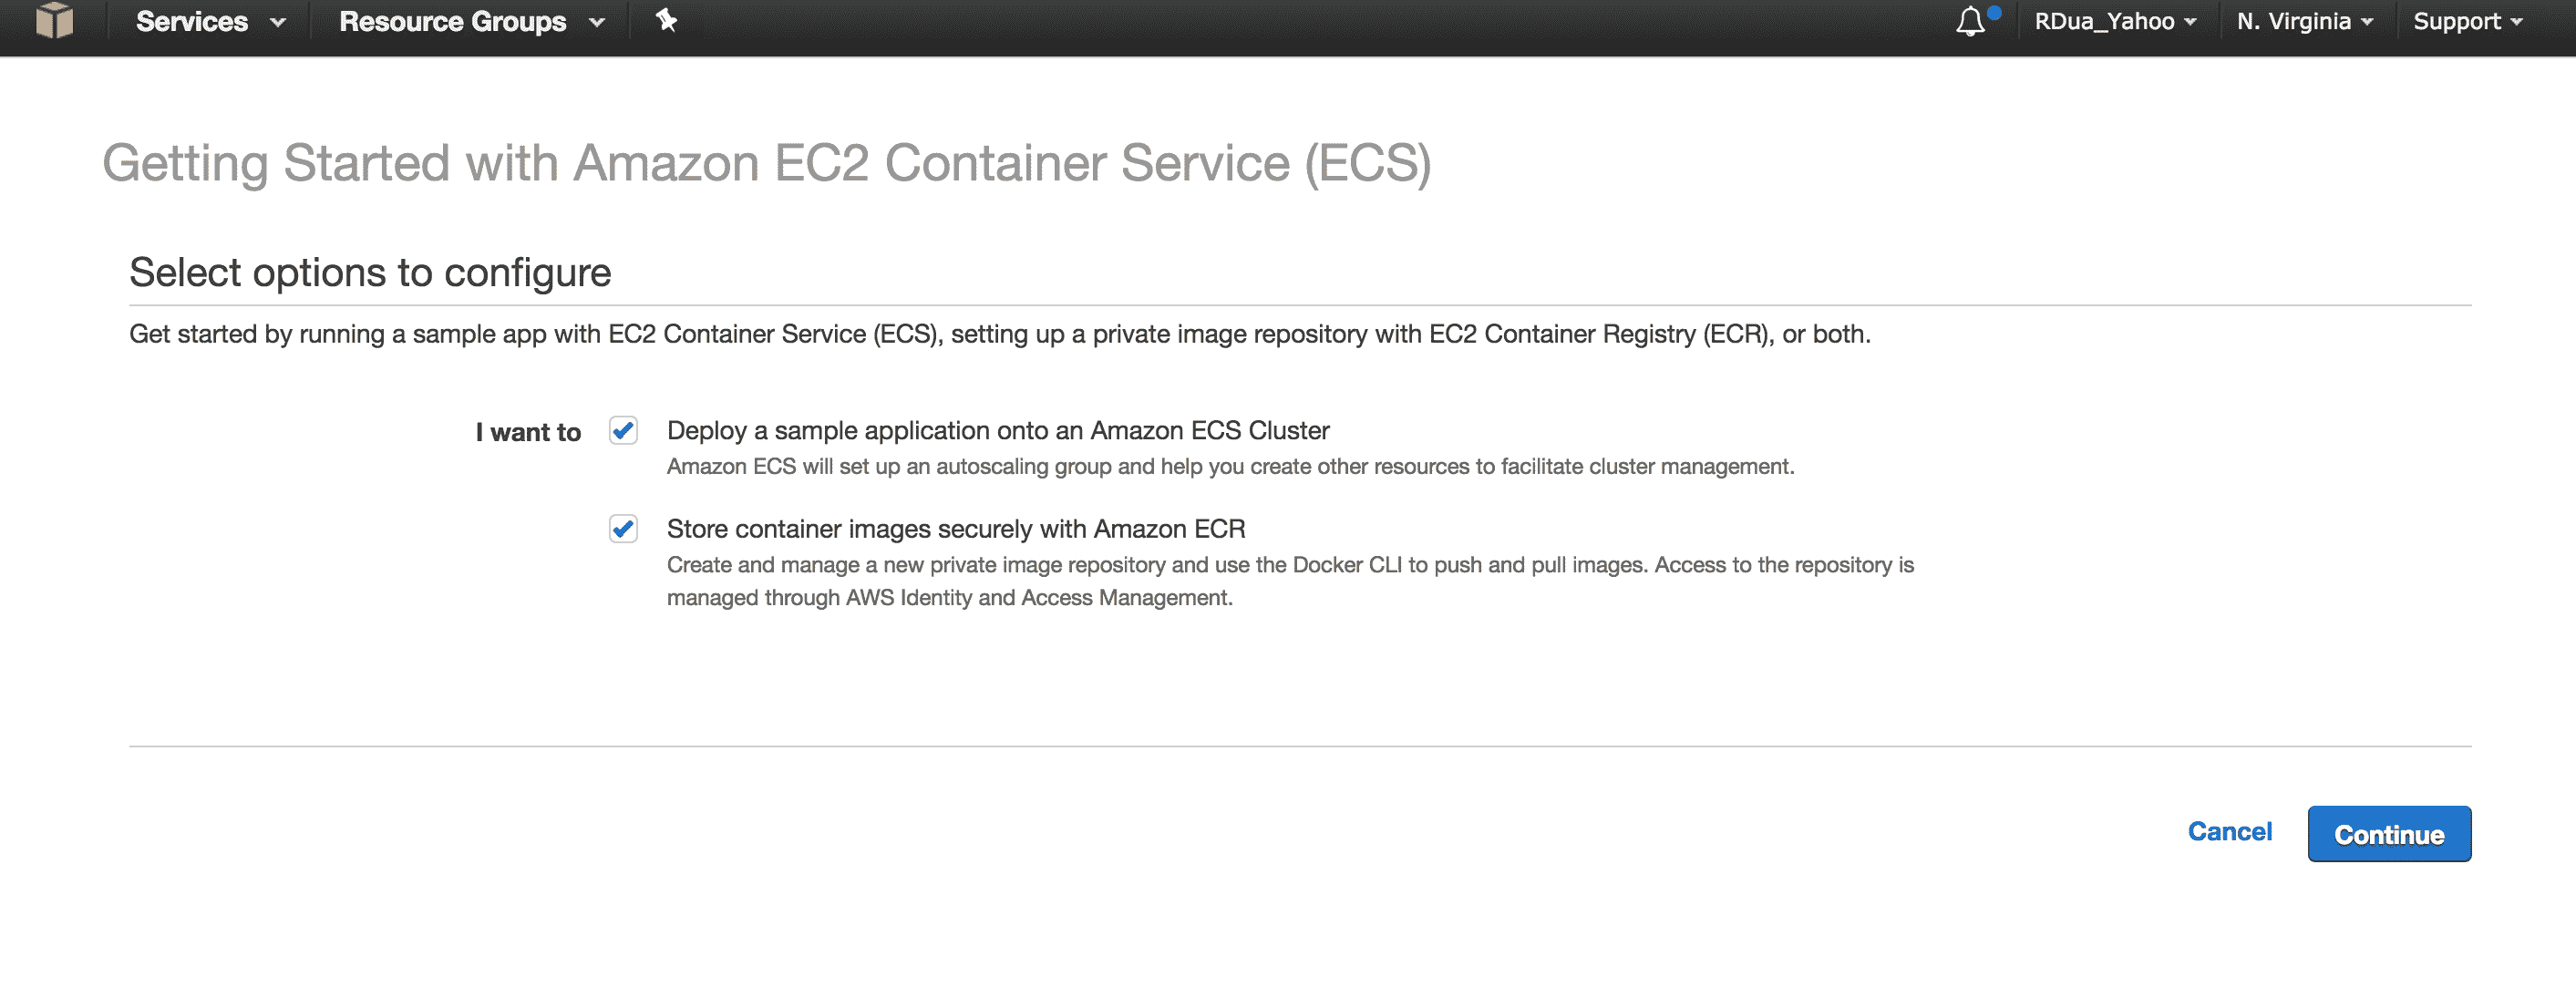 Services Resource Groups RDua_Yahoo N. Virginia Support
Getting Started with Amazon EC2 Container Service (ECS)
Select options to configure
Get started by running a sample app with EC2 Container Service (ECS), setting up a private image repository with EC2 Container Registry (ECR), or both.
I want to Deploy a sample application onto an Amazon ECS Cluster
Amazon ECS will set up an autoscaling group and help you create other resources to facilitate cluster management.
Store container images securely with Amazon ECR
Create and manage a new private image repository and use the Docker CLI to push and pull images. Access to the repository is
managed through AWS Identity and Access Management.
Cancel Continue